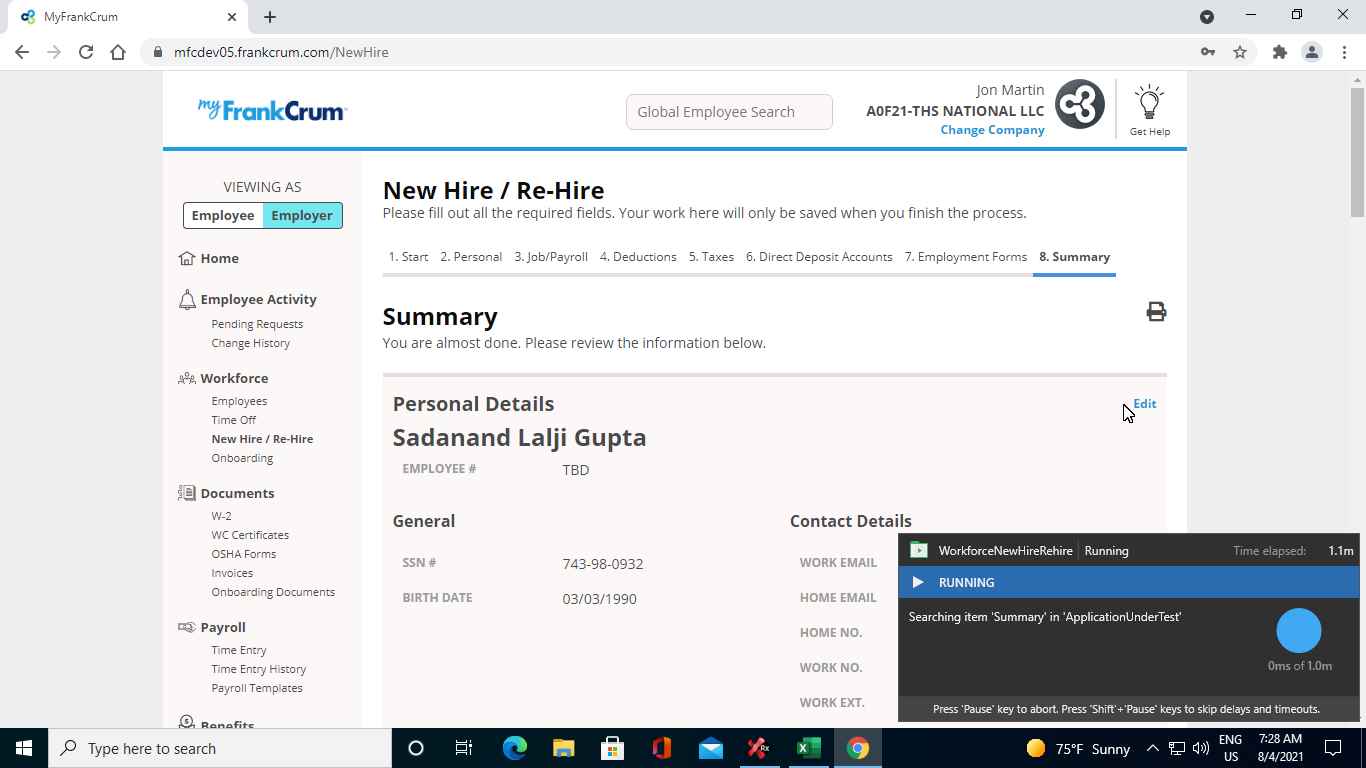 MyFrankCrum
mfcdev05.frankcrum.com/NewHire
my FrankCrum
Global Employee Search
Jon Martin
A0F21-THS NATIONAL LLC
Change Company
Get Help
VIEWING AS
Employee Employer
Home
Employee Activity
Pending Requests
Change History
Workforce
Employees
Time Off
New Hire / Re-Hire
Onboarding
Documents
W-2
WC Certificates
OSHA Forms
Invoices
Onboarding Documents
Payroll
Time Entry
Time Entry History
Payroll Templates
Benefits
New Hire / Re-Hire
Please fill out all the required fields. Your work here will only be saved when you finish the process.
1. Start 2. Personal 3. Job/Payroll 4. Deductions 5. Taxes 6. Direct Deposit Accounts 7. Employment Forms 8. Summary
Summary
You are almost done. Please review the information below.
Personal Details
Edit
Sadanand Lalji Gupta
EMPLOYEE # TBD
General
SSN # 743-98-0932
BIRTH DATE 03/03/1990
Contact Details
WORK EMAIL
HOME EMAIL
HOME NO.
WORK NO.
WORK EXT.
WorkforceNewHireRehire Running Time elapsed: 1.1m
RUNNING
Searching item 'Summary' in 'ApplicationUnderTest'
0ms of 1.0m
Press 'Pause' key to abort. Press 'Shift'+'Pause' keys to skip delays and timeouts.
Type here to search
Rx
75°F Sunny
ENG
US
7:28 AM
8/4/2021